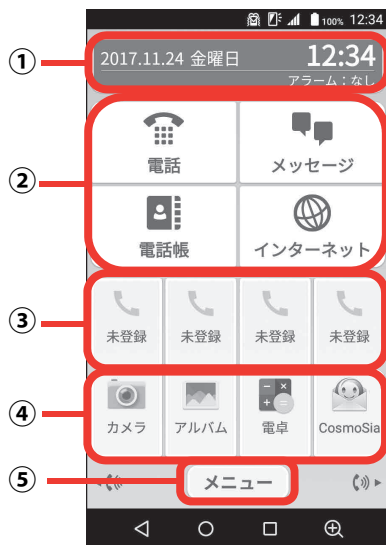 100% 12:34
① 2017.11.24 金曜日 12:34
アラーム：なし
② 電話 メッセージ
電話帳 インターネット
③ 未登録 未登録 未登録 未登録
④ カメラ アルバム 電卓 CosmoSia
⑤ メニュー